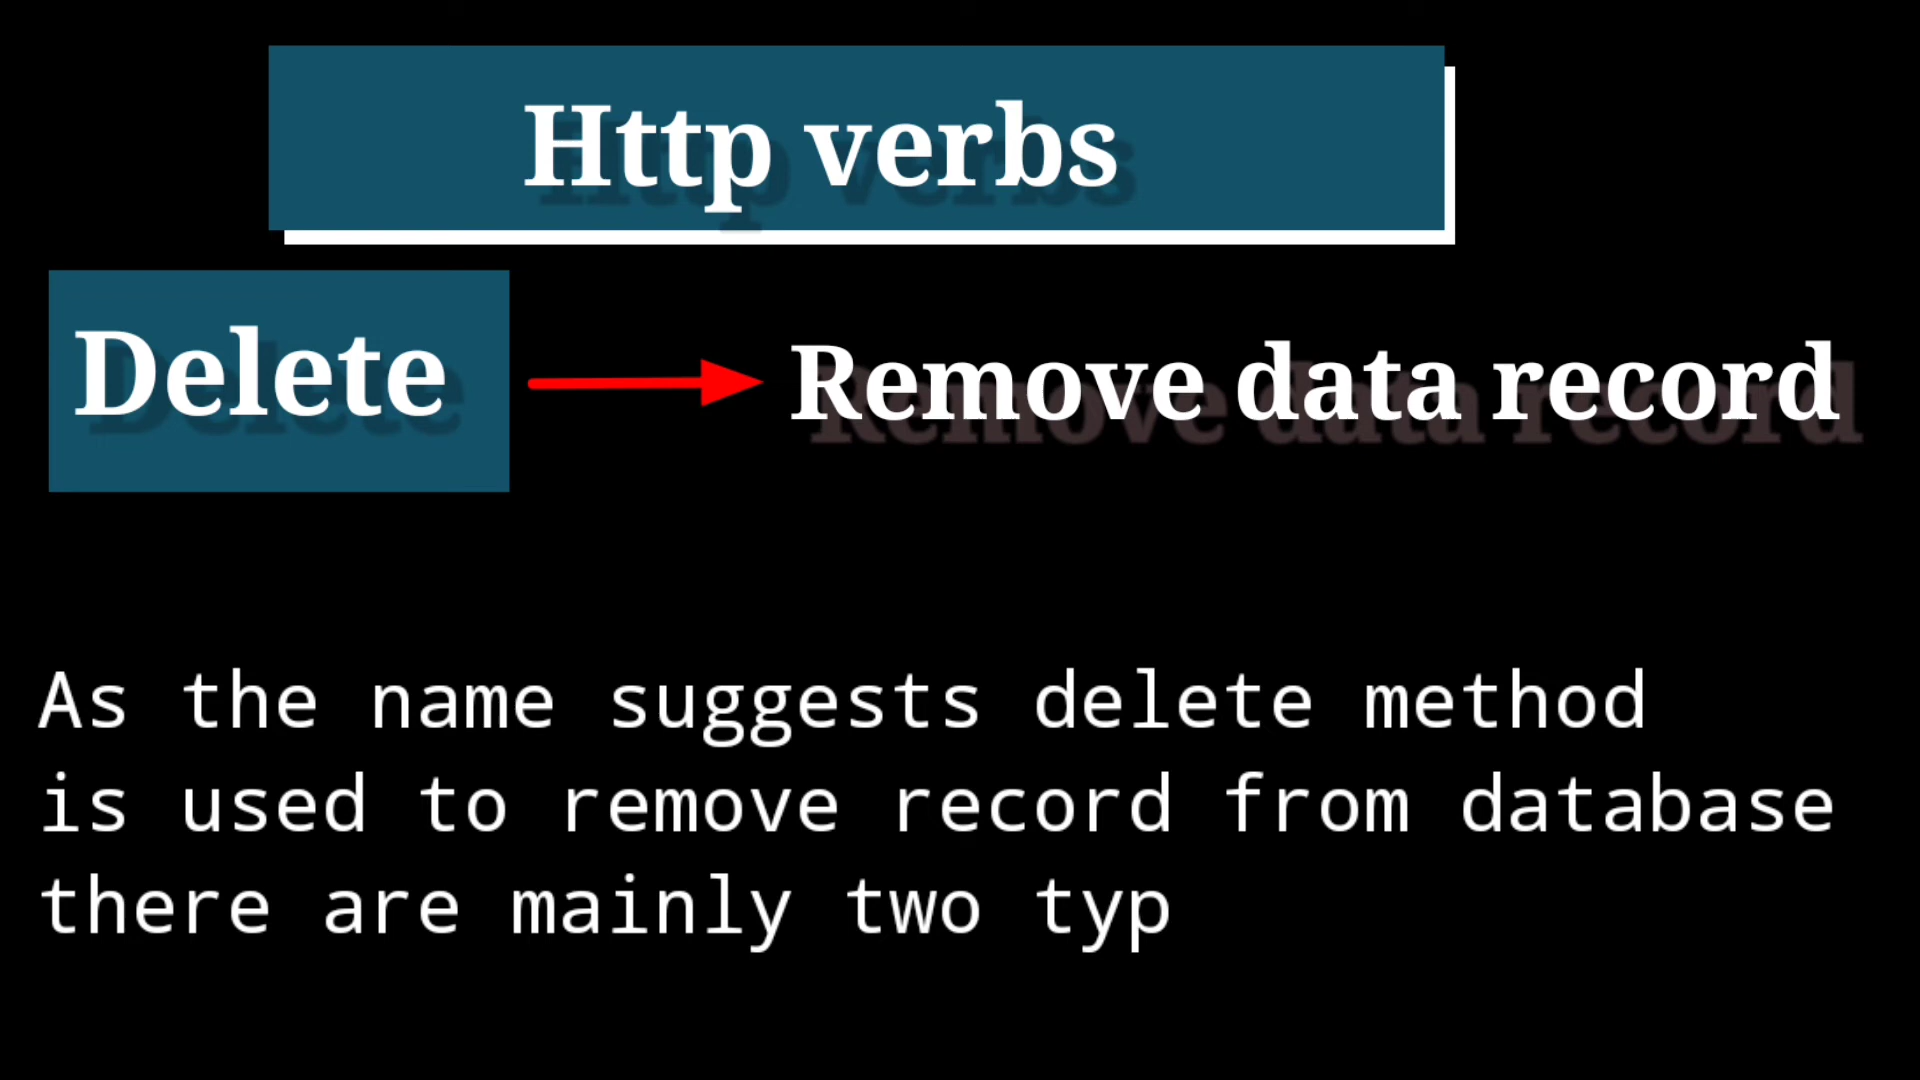 Http verbs
Delete
Remove data record
As the name suggests delete method
is used to remove record from database
there are mainly two typ